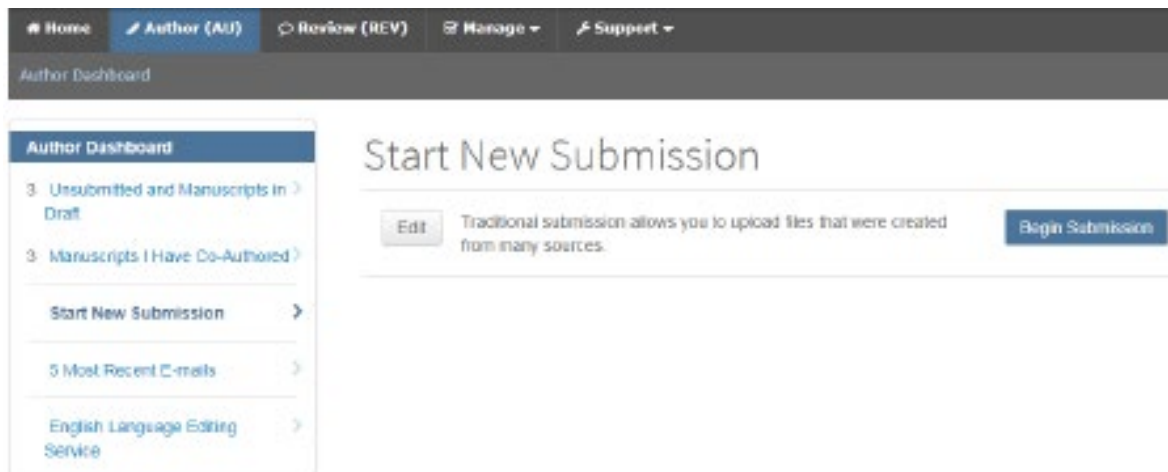 Home Author (AU) Review (REV) Manage Support
Author Dashboard
Author Dashboard
3 Unsubmitted and Manuscripts in
Draft
3 Manuscripts I Have Co-Authored
Start New Submission
5 Most Recent E-mails
English Language Editing
Service
Start New Submission
Edit
Traditional submission allows you to upload files that were created
from many sources.
Begin Submission